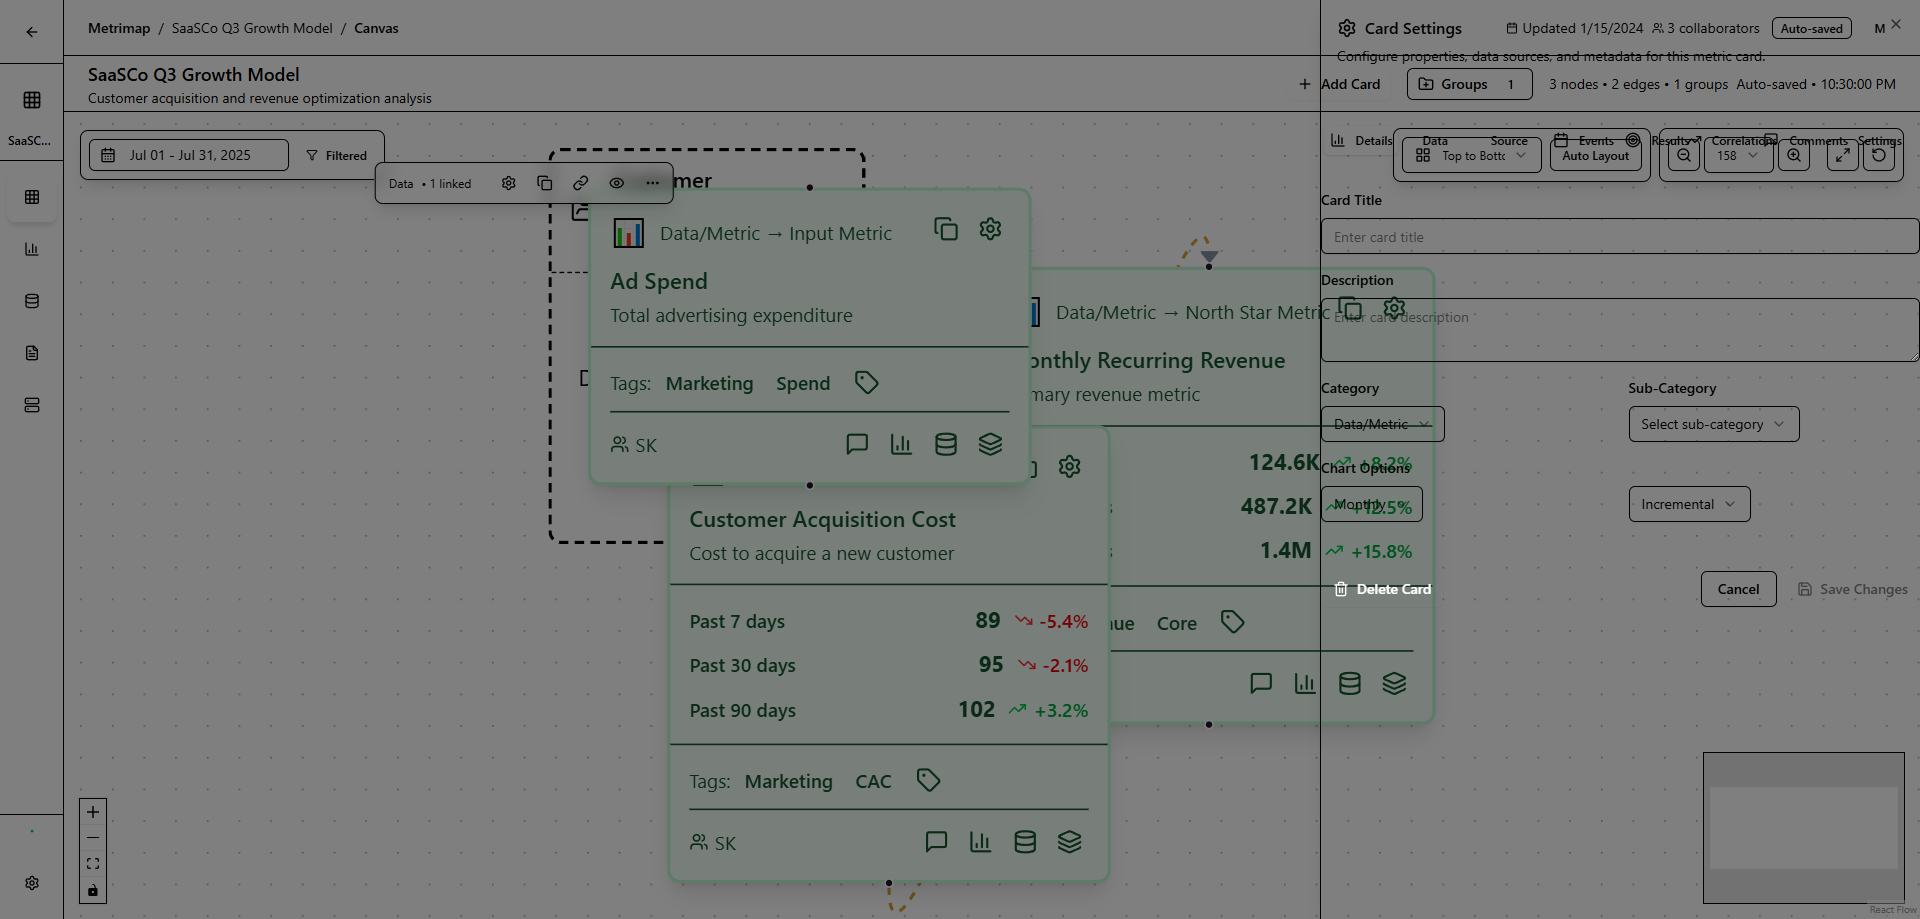 Metrimap / SaaSCo Q3 Growth Model / Canvas
Card Settings
Updated 1/15/2024
3 collaborators
Auto-saved
M
Configure properties, data sources, and metadata for this metric card.
SaaSCo Q3 Growth Model
Customer acquisition and revenue optimization analysis
Add Card
Groups 1
3 nodes • 2 edges • 1 groups Auto-saved • 10:30:00 PM
SaaSC...
Jul 01 - Jul 31, 2025
Filtered
Details
Data
Source
Events
Results
Correlations
Comments
Settings
Auto Layout
158
Data • 1 linked
mer
Data/Metric → Input Metric
Ad Spend
Total advertising expenditure
Tags: Marketing Spend
SK
Data/Metric → North Star Metric
onthly Recurring Revenue
mary revenue metric
124.6K +8.2%
487.2K +12.5%
1.4M +15.8%
nue Core
Customer Acquisition Cost
Cost to acquire a new customer
Past 7 days 89 -5.4%
Past 30 days 95 -2.1%
Past 90 days 102 +3.2%
Tags: Marketing CAC
SK
Card Title
Enter card title
Description
Enter card description
Category
Data/Metric
Sub-Category
Select sub-category
Chart Options
Monthly
Incremental
Delete Card
Cancel
Save Changes
React Flow